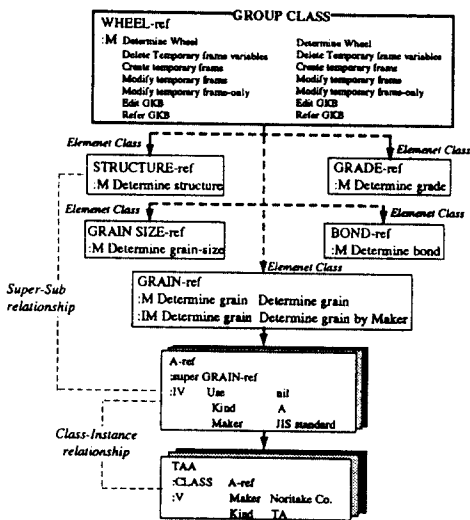 GROUP CLASS
WHEEL-ref
:M Determine Wheel Determine Wheel
Delete Temporary frame variables Delete Temporary frame variables
Create temporary frame Create temporary frame
Modify temporary frame Modify temporary frame
Modify temporary frame-only Modify temporary frame-only
Edit GKB Edit GKB
Refer GKB Refer GKB
Elemenet Class Elemenet Class
STRUCTURE-ref GRADE-ref
:M Determine structure :M Determine grade
Elemenet Class Elemenet Class
GRAIN SIZE-ref BOND-ref
:M Determine grain-size :M Determine bond
Elemenet Class
GRAIN-ref
:M Determine grain Determine grain
:IM Determine grain Determine grain by Maker
Super-Sub
relationship
A-ref
:super GRAIN-ref
:IV Use nil
Kind A
Maker JIS standard
Class-Instance
relationship
TAA
:CLASS A-ref
:V Maker Noritake Co.
Kind TA